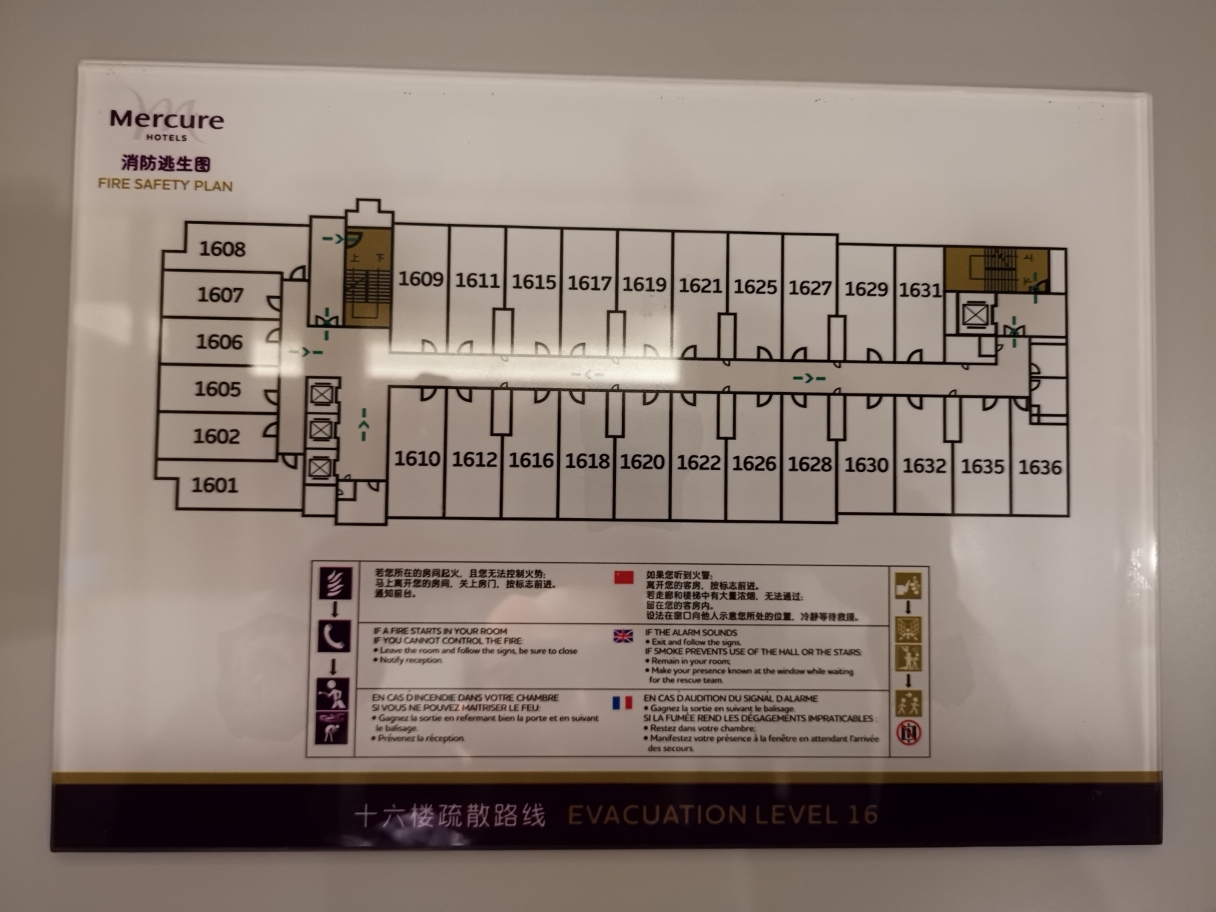 Mercure
HOTELS
消防逃生图
FIRE SAFETY PLAN
1608
1607
1606
1605
1602
1601
上 下
1609 1611 1615 1617 1619 1621 1625 1627 1629 1631
1610 1612 1616 1618 1620 1622 1626 1628 1630 1632 1635 1636
若您所在的房间起火,且您无法控制火势:
马上离开您的房间,关上房门,按标志前进。
通知前台。
如果您听到火警:
离开您的客房,按标志前进。
若走廊和楼梯中有大量浓烟,无法通过:
留在您的客房内。
设法在窗口向他人示意您所处的位置,冷静等待救援。
IF A FIRE STARTS IN YOUR ROOM
IF YOU CANNOT CONTROL THE FIRE:
• Leave the room and follow the signs, be sure to close
• Notify reception.
IF THE ALARM SOUNDS
• Exit and follow the signs.
IF SMOKE PREVENTS USE OF THE HALL OR THE STAIRS:
• Remain in your room;
• Make your presence known at the window while waiting
for the rescue team.
EN CAS D'INCENDIE DANS VOTRE CHAMBRE
SI VOUS NE POUVEZ MAITRISER LE FEU:
• Gagnez la sortie en refermant bien la porte et en suivant
le balisage.
• Prévenez la réception.
EN CAS D'AUDITION DU SIGNAL D'ALARME
• Gagnez la sortie en suivant le balisage.
SI LA FUMÉE REND LES DÉGAGEMENTS IMPRATICABLES :
• Restez dans votre chambre;
• Manifestez votre présence à la fenêtre en attendant l'arrivée
des secours.
十六楼疏散路线 EVACUATION LEVEL 16